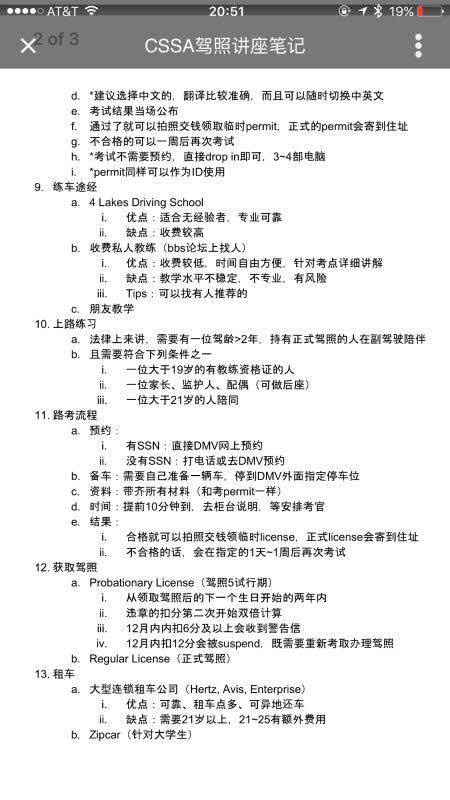 AT&T 20:51 19%
2 of 3
CSSA驾照讲座笔记
d. *建议选择中文的，翻译比较准确，而且可以随时切换中英文
e. 考试结果当场公布
f. 通过了就可以拍照交钱领取临时permit，正式的permit会寄到住址
g. 不合格的可以一周后再次考试
h. *考试不需要预约，直接drop in即可，3~4部电脑
i. *permit同样可以作为ID使用
9. 练车途经
a. 4 Lakes Driving School
i. 优点：适合无经验者，专业可靠
ii. 缺点：收费较高
b. 收费私人教练（bbs论坛上找人）
i. 优点：收费较低，时间自由方便，针对考点详细讲解
ii. 缺点：教学水平不稳定，不专业，有风险
iii. Tips：可以找有人推荐的
c. 朋友教学
10. 上路练习
a. 法律上来讲，需要有一位驾龄>2年，持有正式驾照的人在副驾驶陪伴
b. 且需要符合下列条件之一
i. 一位大于19岁的有教练资格证的人
ii. 一位家长、监护人、配偶（可做后座）
iii. 一位大于21岁的人陪同
11. 路考流程
a. 预约：
i. 有SSN：直接DMV网上预约
ii. 没有SSN：打电话或去DMV预约
b. 备车：需要自己准备一辆车，停到DMV外面指定停车位
c. 资料：带齐所有材料（和考permit一样）
d. 时间：提前10分钟到，去柜台说明，等安排考官
e. 结果：
i. 合格就可以拍照交钱领临时license，正式license会寄到住址
ii. 不合格的话，会在指定的1天~1周后再次考试
12. 获取驾照
a. Probationary License（驾照5试行期）
i. 从领取驾照后的下一个生日开始的两年内
ii. 违章的扣分第二次开始双倍计算
iii. 12月内内扣6分及以上会收到警告信
iv. 12月内扣12分会被suspend，既需要重新考取办理驾照
b. Regular License（正式驾照）
13. 租车
a. 大型连锁租车公司（Hertz, Avis, Enterprise）
i. 优点：可靠、租车点多、可异地还车
ii. 缺点：需要21岁以上，21~25有额外费用
b. Zipcar（针对大学生）